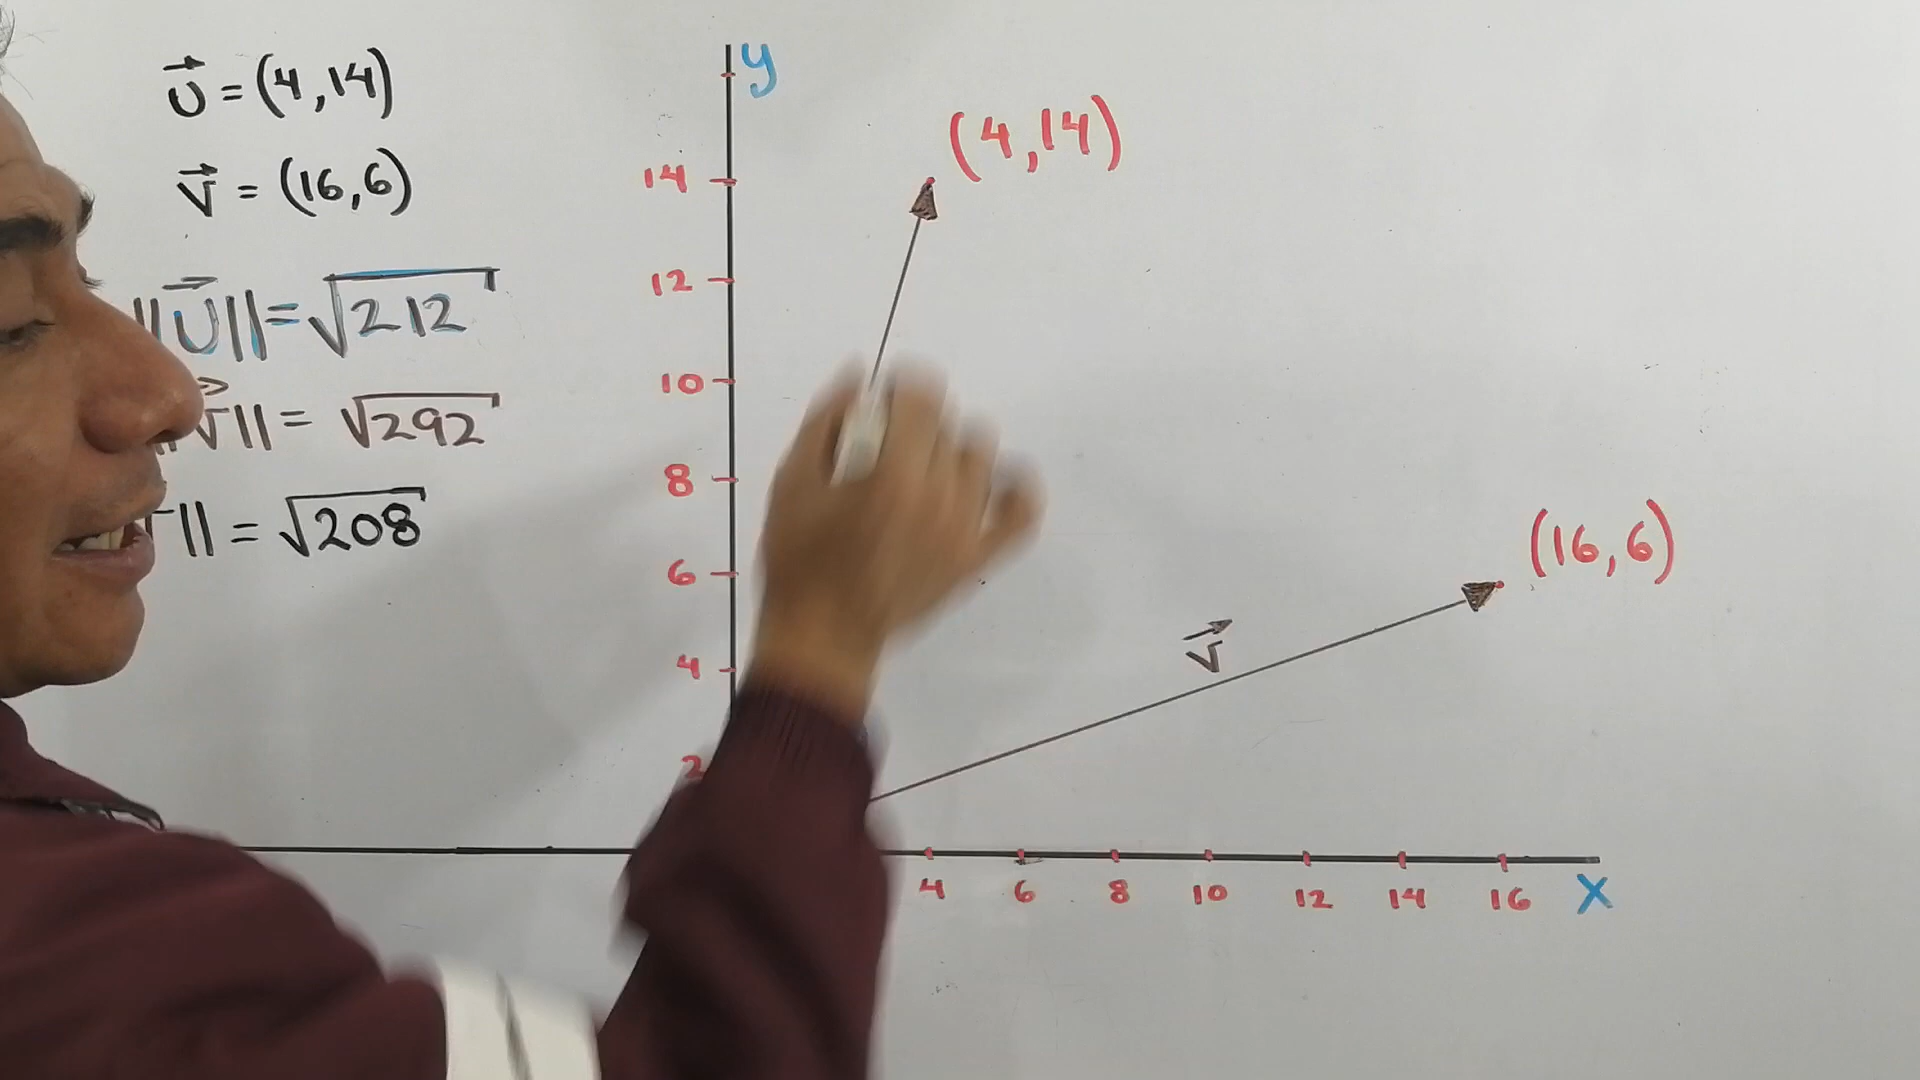 u⃗ = (4,14)
v⃗ = (16,6)
||u⃗|| = √212
v⃗|| = √292
|| = √208
y
(4,14)
14
12
10
8
6
4
2
(16,6)
v⃗
4 6 8 10 12 14 16 x